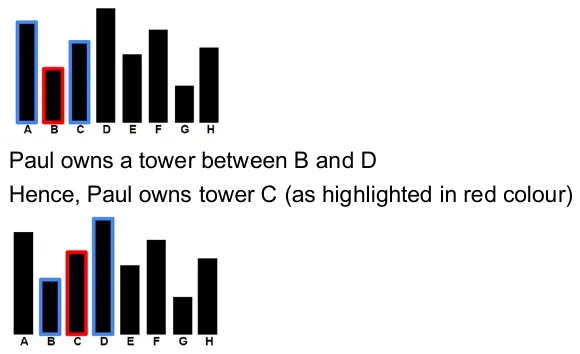 A B C D E F G H
Paul owns a tower between B and D
Hence, Paul owns tower C (as highlighted in red colour)
A B C D E F G H